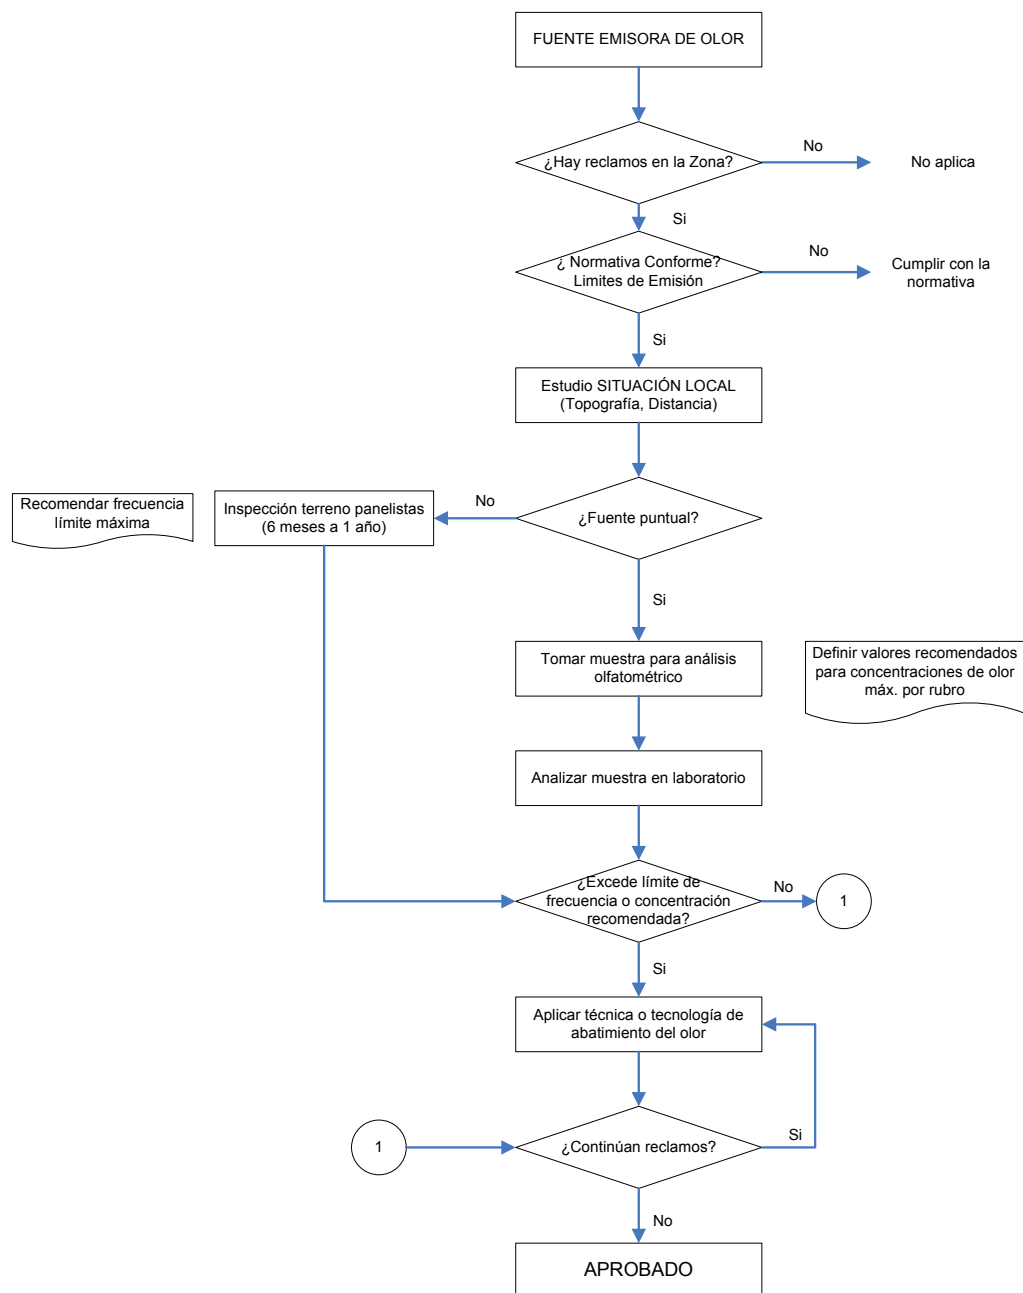 FUENTE EMISORA DE OLOR
¿Hay reclamos en la Zona?
No
No aplica
Si
¿ Normativa Conforme?
Limites de Emisión
No
Cumplir con la
normativa
Si
Estudio SITUACIÓN LOCAL
(Topografía, Distancia)
Recomendar frecuencia
límite máxima
Inspección terreno panelistas
(6 meses a 1 año)
No
¿Fuente puntual?
Si
Tomar muestra para análisis
olfatométrico
Definir valores recomendados
para concentraciones de olor
máx. por rubro
Analizar muestra en laboratorio
¿Excede límite de
frecuencia o concentración
recomendada?
No
1
Si
Aplicar técnica o tecnología de
abatimiento del olor
1
¿Continúan reclamos?
Si
No
APROBADO